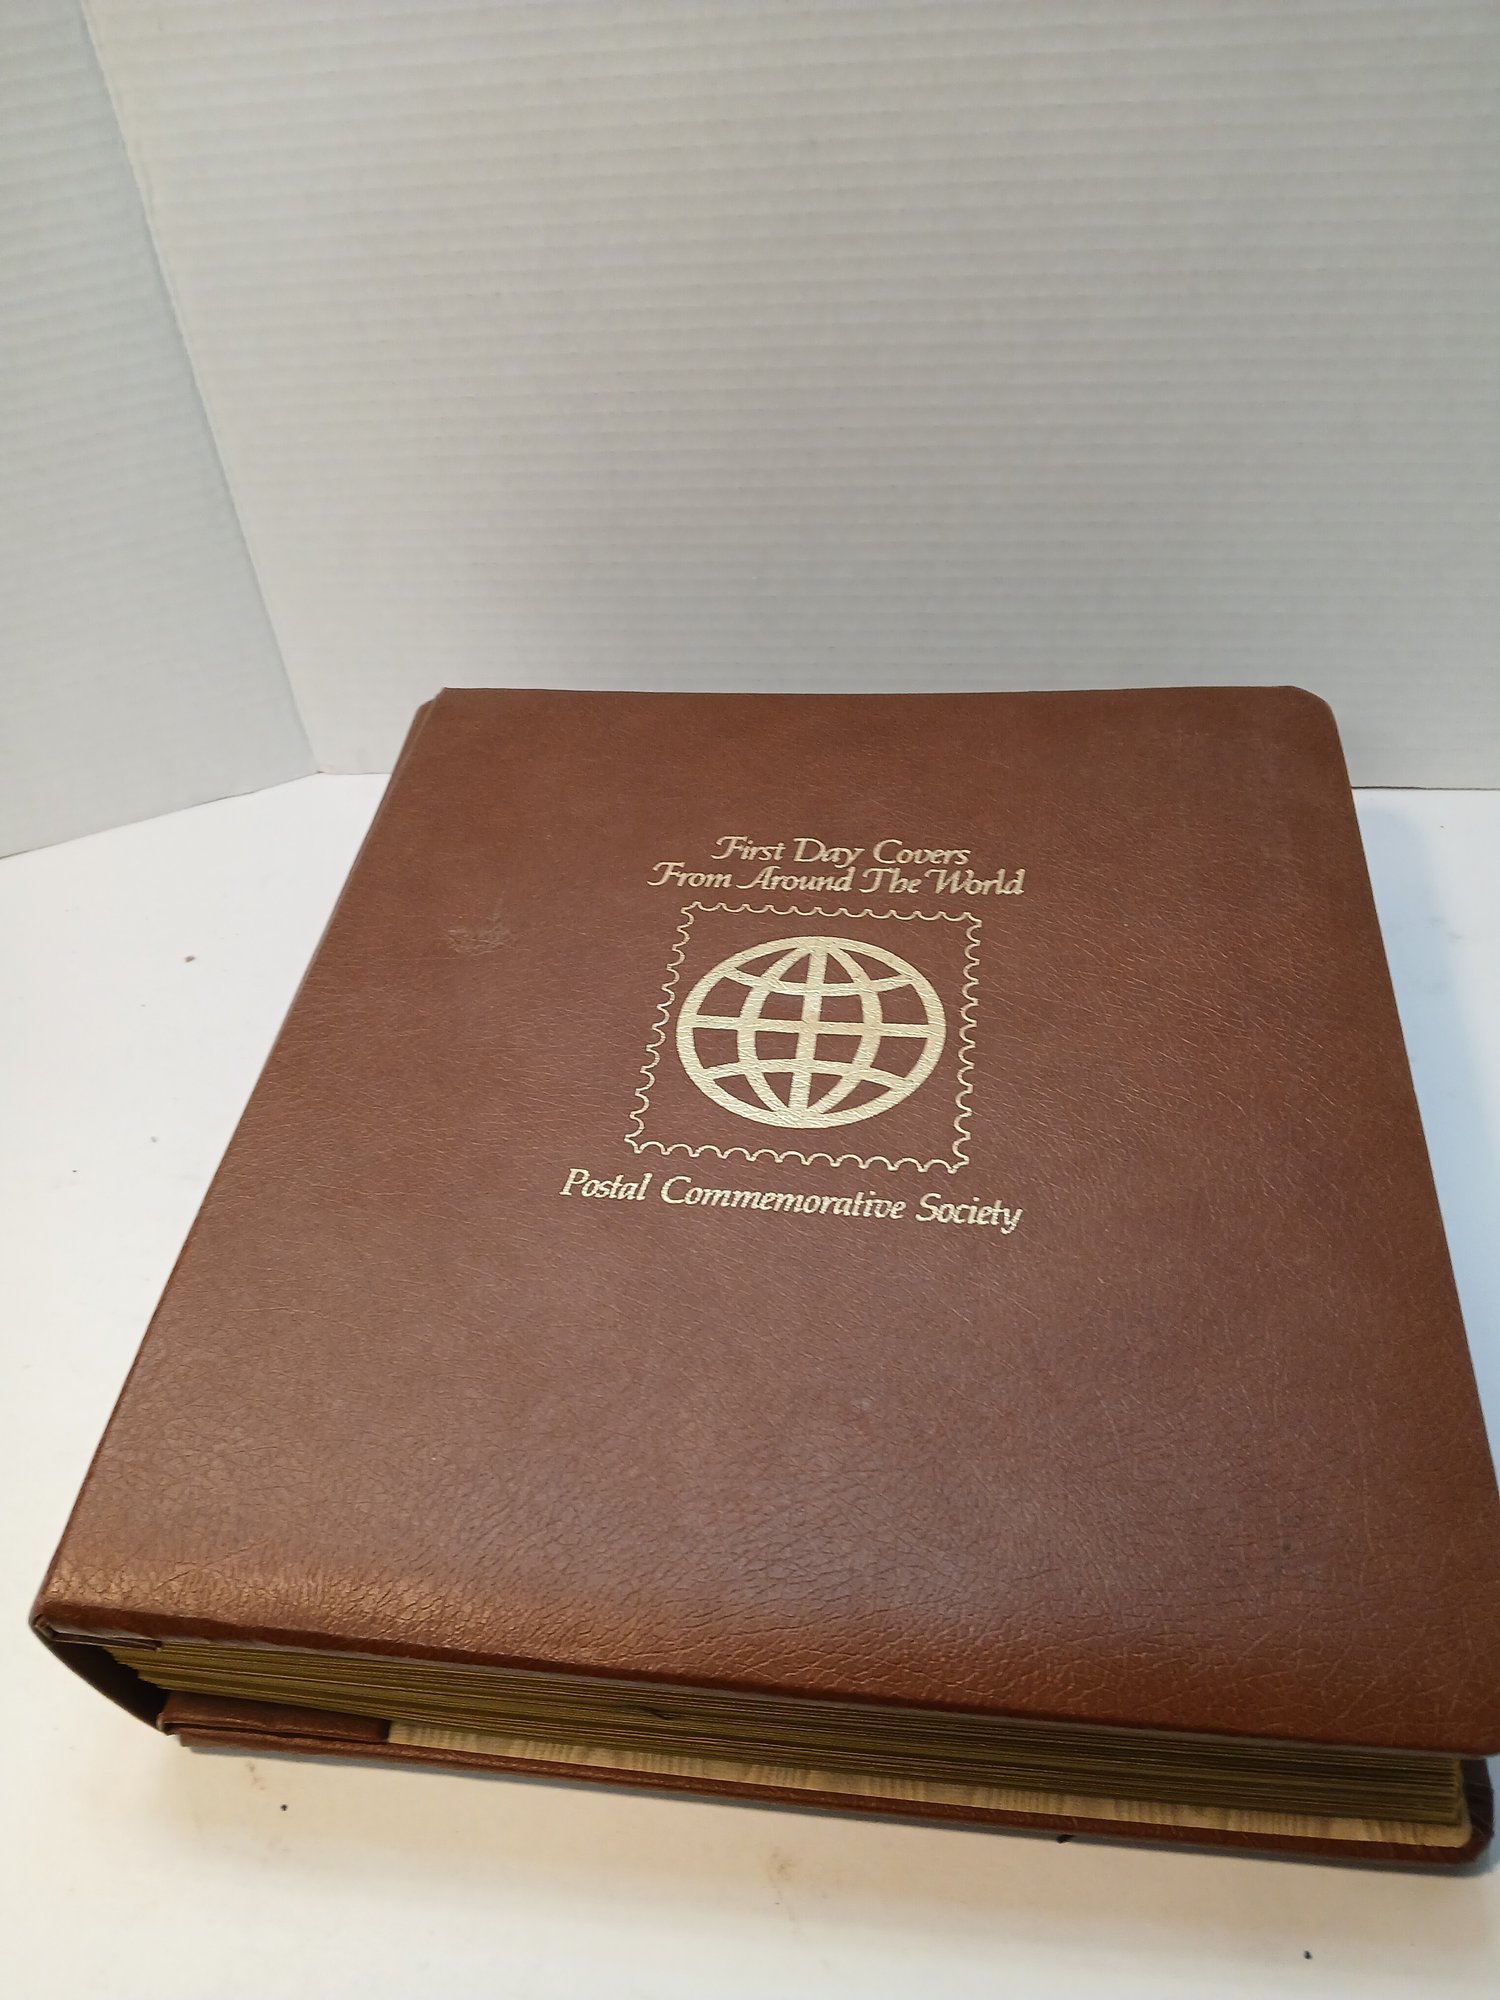 First Day Covers
From Around The World
Postal Commemorative Society